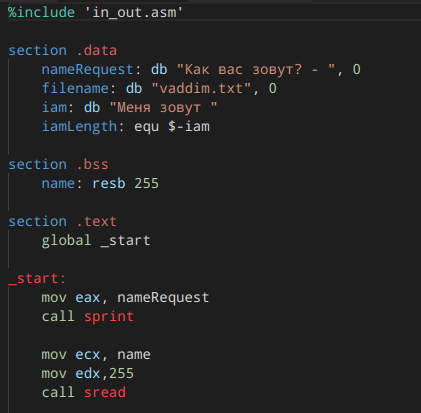 %include 'in_out.asm'
section .data
nameRequest: db "Как вас зовут? - ", 0
filename: db "vaddim.txt", 0
iam: db "Меня зовут "
iamLength: equ $-iam
section .bss
name: resb 255
section .text
global _start
_start:
mov eax, nameRequest
call sprint
mov ecx, name
mov edx,255
call sread